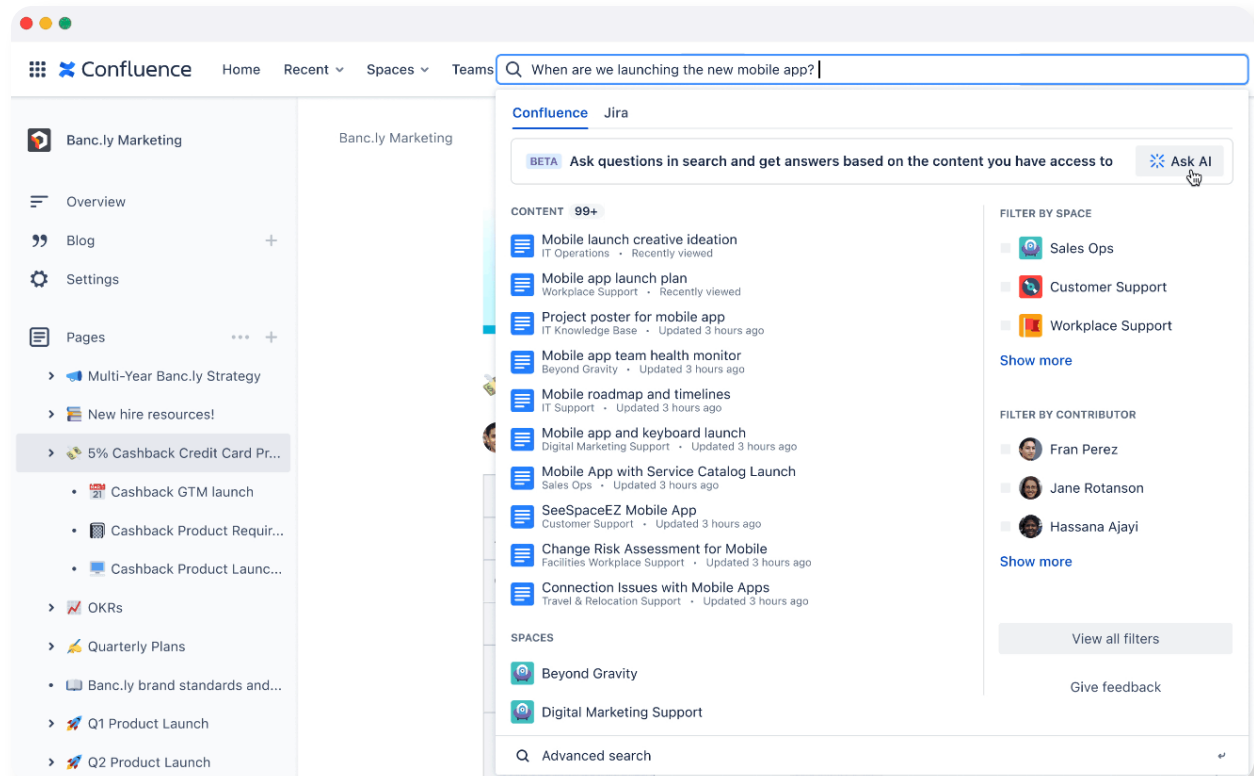 Confluence
Home Recent Spaces Teams
When are we launching the new mobile app?
Banc.ly Marketing
Overview
Blog
Settings
Pages
Multi-Year Banc.ly Strategy
New hire resources!
5% Cashback Credit Card Pr...
Cashback GTM launch
Cashback Product Requir...
Cashback Product Launc...
OKRs
Quarterly Plans
Banc.ly brand standards and...
Q1 Product Launch
Q2 Product Launch
Banc.ly Marketing
Confluence Jira
BETA Ask questions in search and get answers based on the content you have access to Ask AI
CONTENT 99+
Mobile launch creative ideation
IT Operations • Recently viewed
Mobile app launch plan
Workplace Support • Recently viewed
Project poster for mobile app
IT Knowledge Base • Updated 3 hours ago
Mobile app team health monitor
Beyond Gravity • Updated 3 hours ago
Mobile roadmap and timelines
IT Support • Updated 3 hours ago
Mobile app and keyboard launch
Digital Marketing Support • Updated 3 hours ago
Mobile App with Service Catalog Launch
Sales Ops • Updated 3 hours ago
SeeSpaceEZ Mobile App
Customer Support • Updated 3 hours ago
Change Risk Assessment for Mobile
Facilities Workplace Support • Updated 3 hours ago
Connection Issues with Mobile Apps
Travel & Relocation Support • Updated 3 hours ago
SPACES
Beyond Gravity
Digital Marketing Support
Advanced search
FILTER BY SPACE
Sales Ops
Customer Support
Workplace Support
Show more
FILTER BY CONTRIBUTOR
Fran Perez
Jane Rotanson
Hassana Ajayi
Show more
View all filters
Give feedback